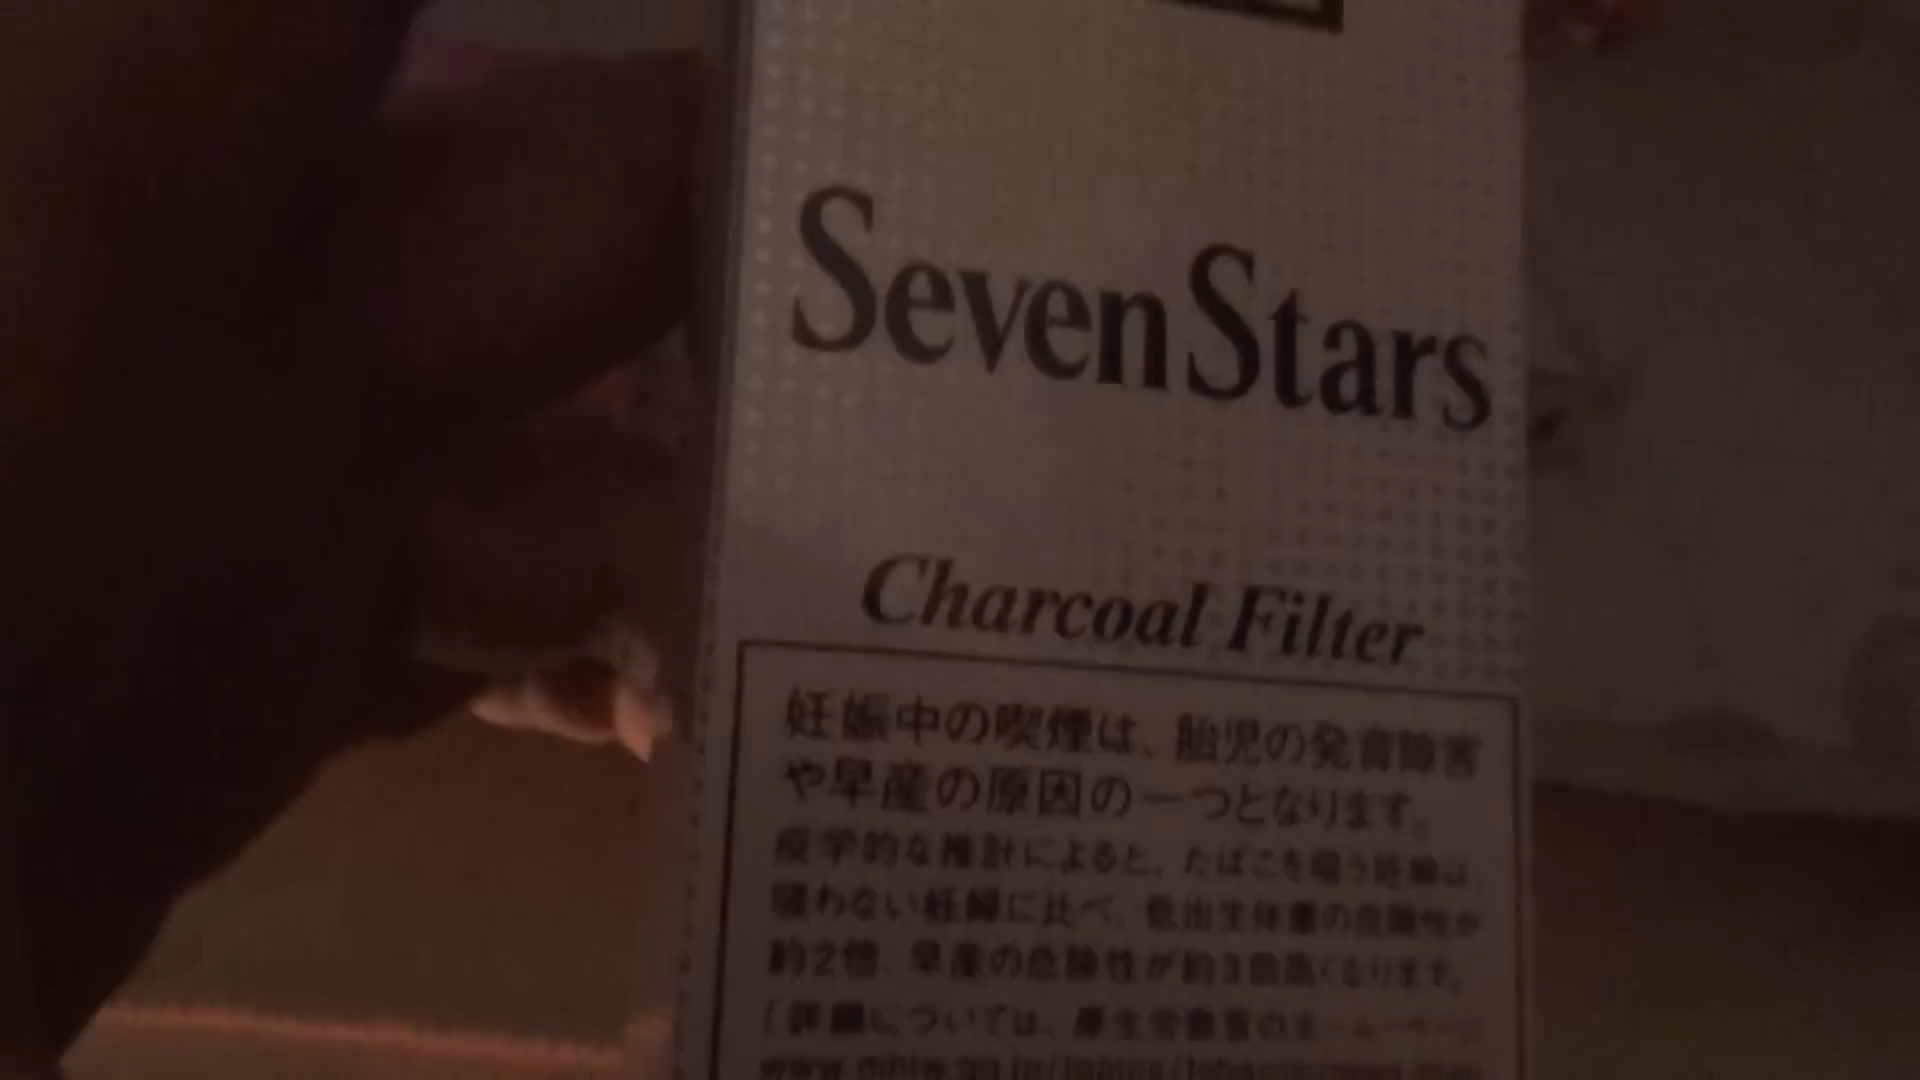 SevenStars
Charcoal Filter
妊娠中の喫煙は、胎児の発育障害
や早産の原因の一つとなります。
疫学的な推計によると、たばこを吸う妊婦は、
吸わない妊婦に比べ、低出生体重の危険性が
約2倍、早産の危険性が約3倍高くなります。
(詳細については、厚生労働省のホームページ